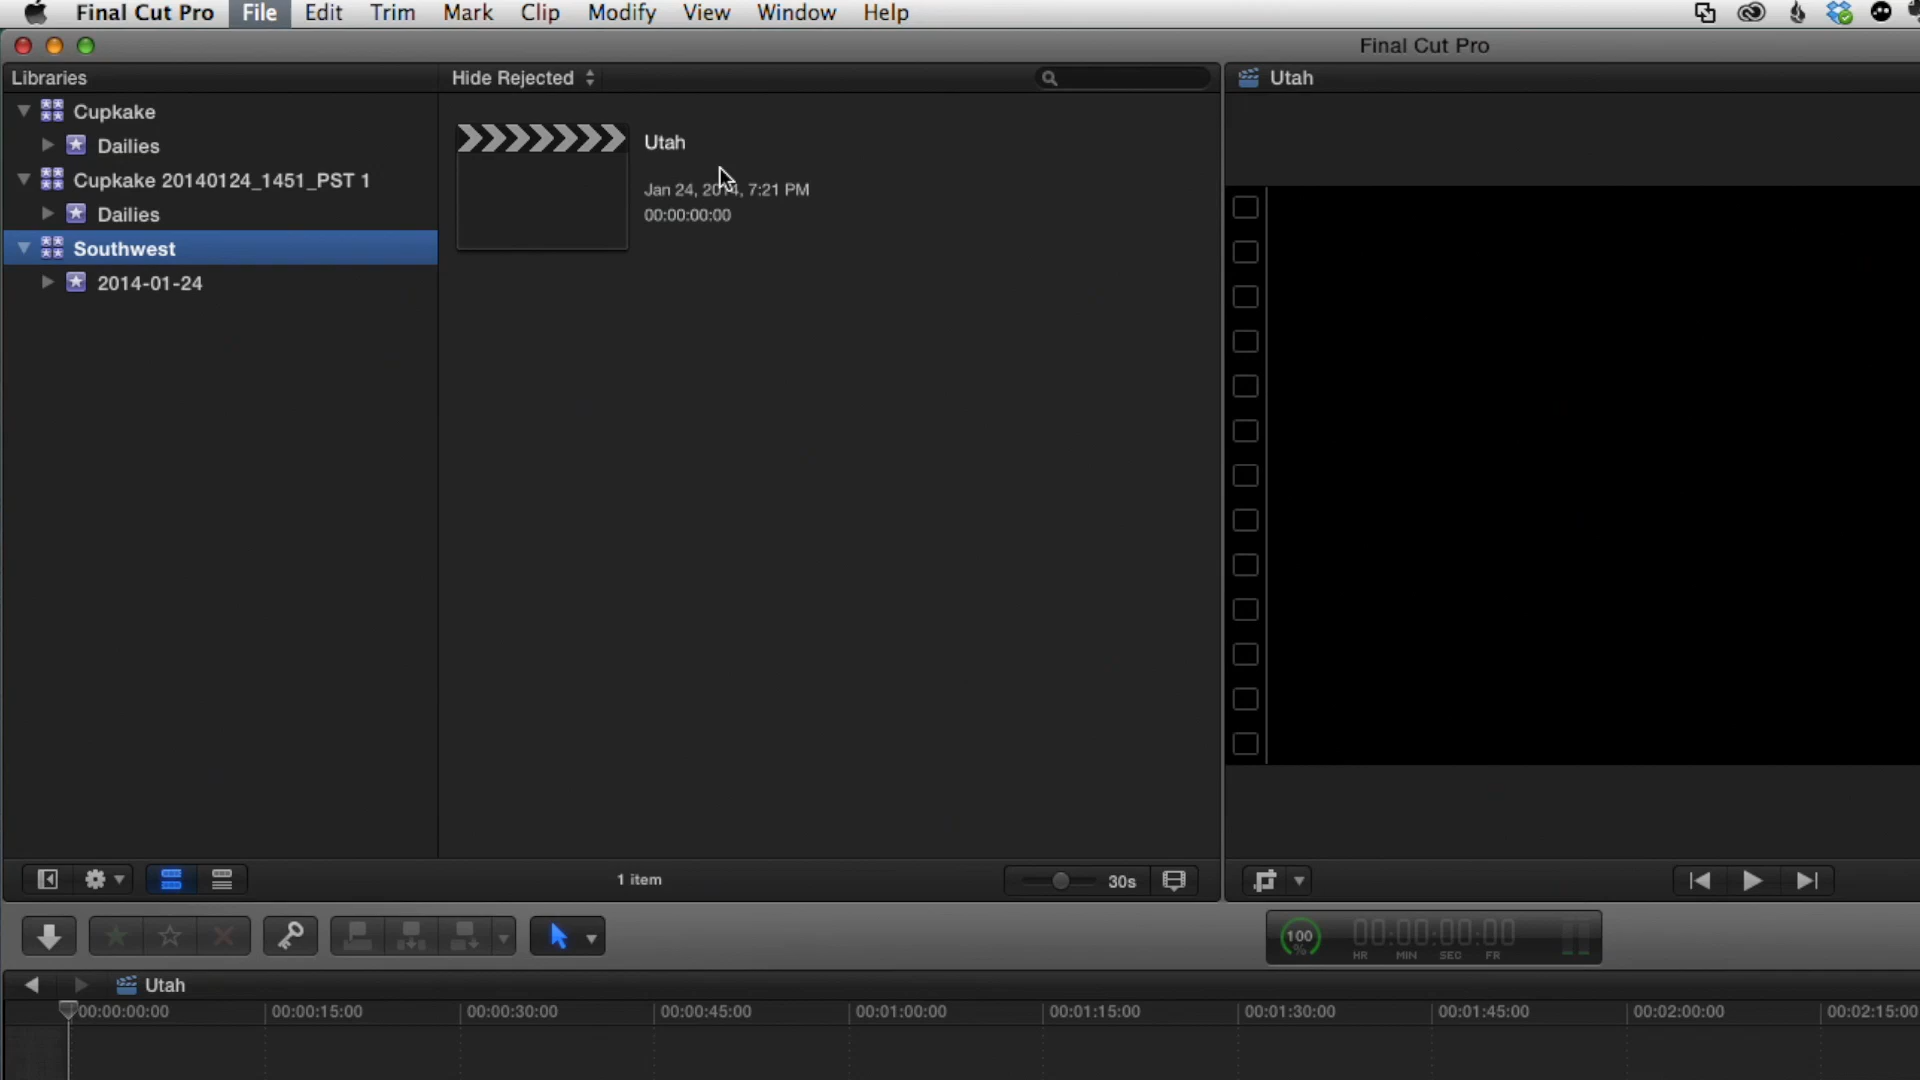 Final Cut Pro File Edit Trim Mark Clip Modify View Window Help
Final Cut Pro
Libraries
Hide Rejected
Utah
Cupkake
Dailies
Cupkake 20140124_1451_PST 1
Dailies
Southwest
2014-01-24
Utah
Jan 24, 2014, 7:21 PM
00:00:00:00
1 item
30s
100
%
00:00:00:00
HR MIN SEC FR
Utah
00:00:00:00 00:00:15:00 00:00:30:00 00:00:45:00 00:01:00:00 00:01:15:00 00:01:30:00 00:01:45:00 00:02:00:00 00:02:15:00